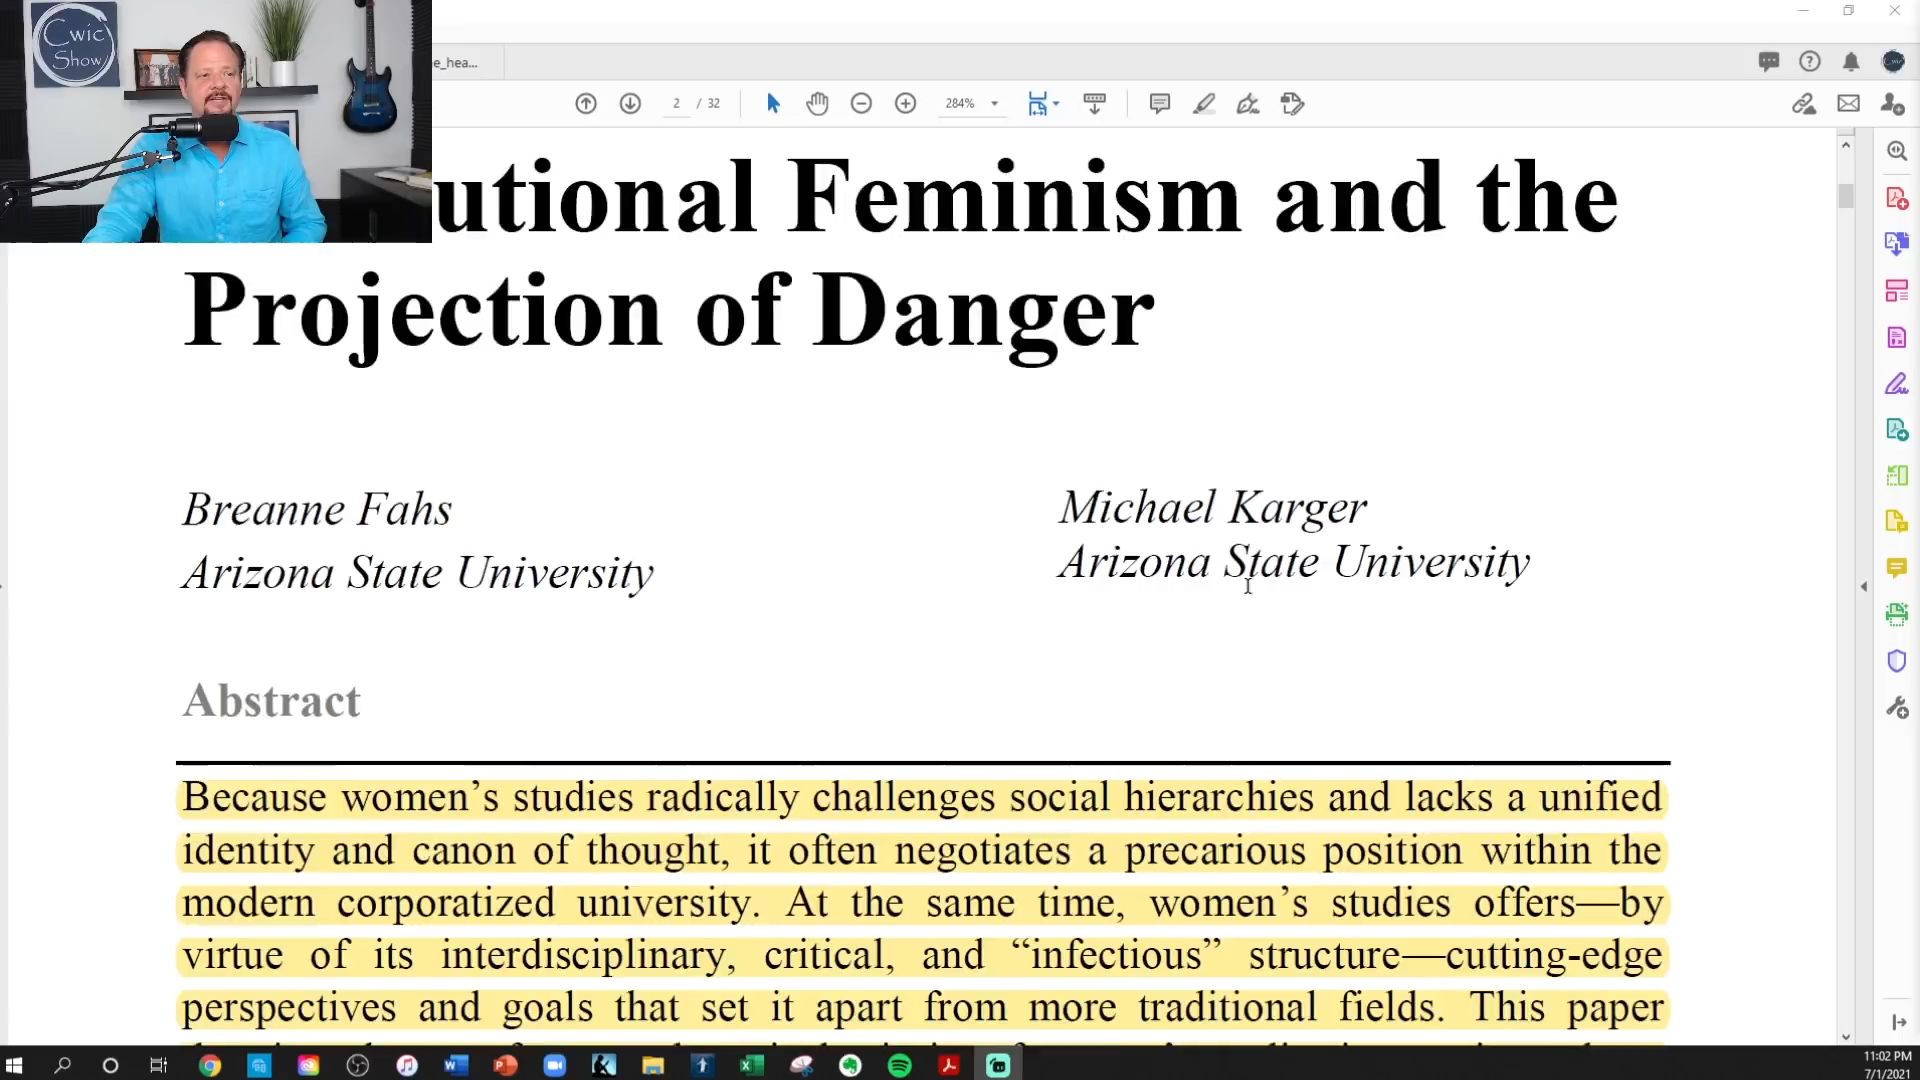 Cwic
Show
e_hea...
2 / 32
284%
utional Feminism and the
Projection of Danger
Breanne Fahs
Arizona State University
Michael Karger
Arizona State University
Abstract
Because women’s studies radically challenges social hierarchies and lacks a unified
identity and canon of thought, it often negotiates a precarious position within the
modern corporatized university. At the same time, women’s studies offers—by
virtue of its interdisciplinary, critical, and “infectious” structure—cutting-edge
perspectives and goals that set it apart from more traditional fields. This paper
11:02 PM
7/1/2021